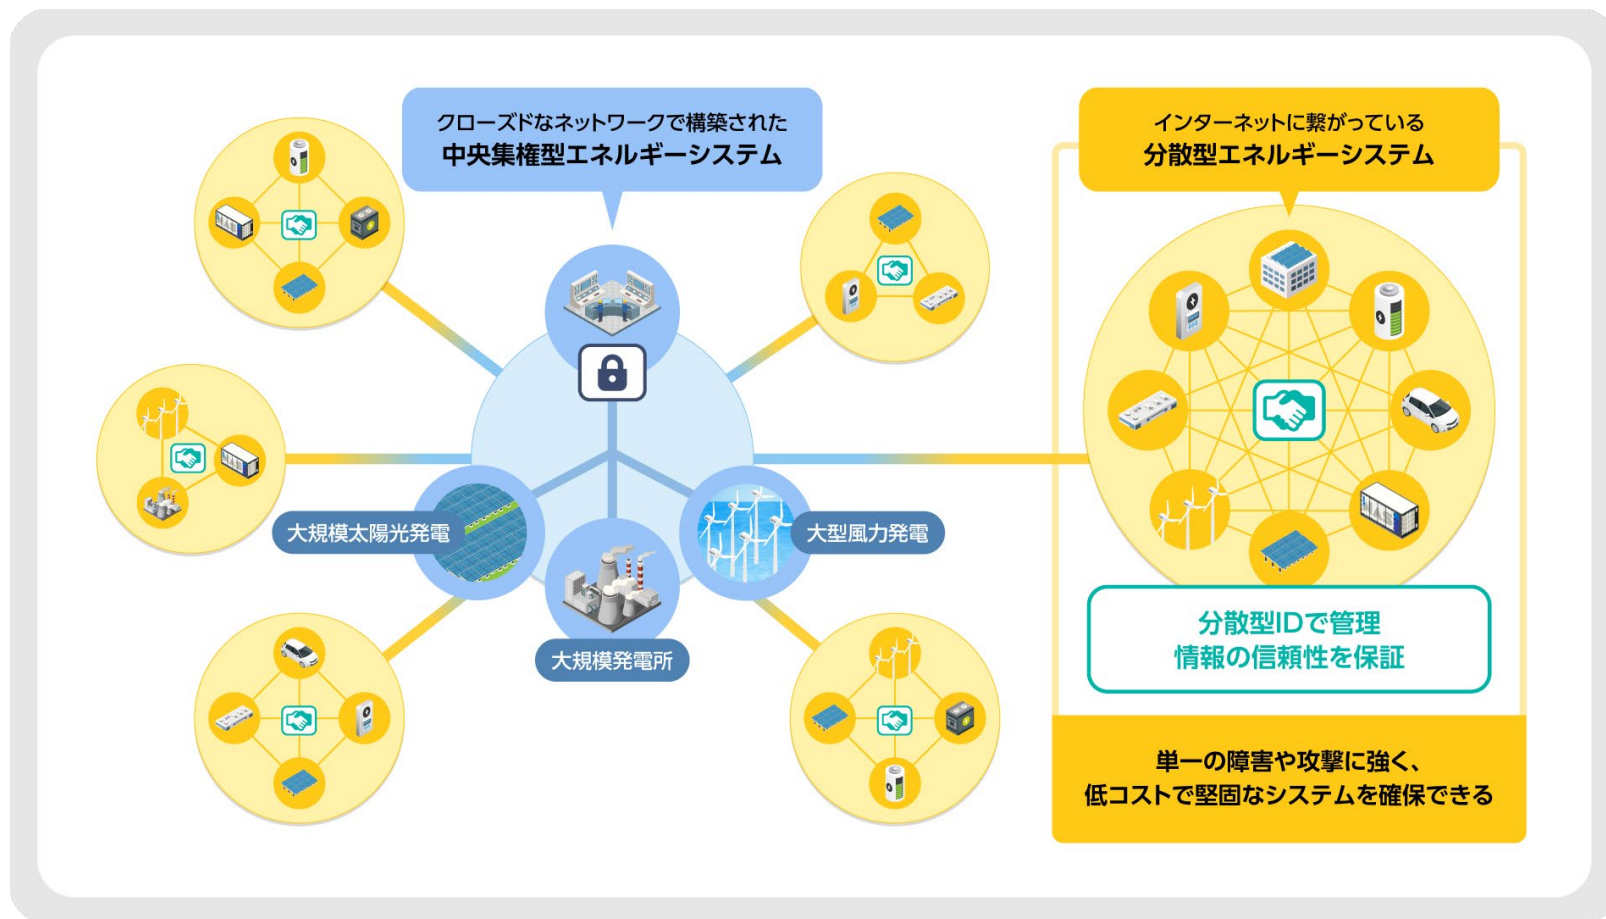 クローズドなネットワークで構築された
中央集権型エネルギーシステム
インターネットに繋がっている
分散型エネルギーシステム
大規模太陽光発電
大型風力発電
大規模発電所
分散型IDで管理
情報の信頼性を保証
単一の障害や攻撃に強く、
低コストで堅固なシステムを確保できる